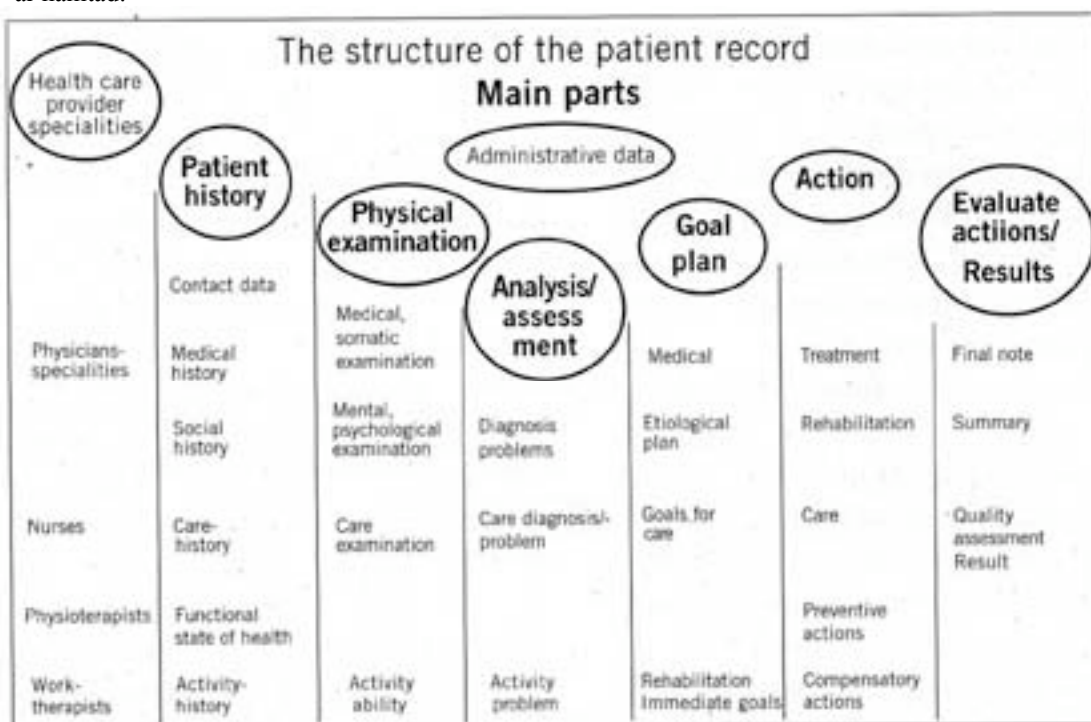 The structure of the patient record
Main parts
Administrative data
Health care
provider
specialities
Physicians-
specialities
Nurses
Physioterapists
Work-
therapists
Patient
history
Contact data
Medical
history
Social
history
Care-
history
Functional
state of health
Activity-
history
Physical
examination
Medical,
somatic
examination
Mental,
psychological
examination
Care
examination
Activity
ability
Analysis/
assess
ment
Diagnosis
problems
Care diagnosis/-
problem
Activity
problem
Goal
plan
Medical
Etiological
plan
Goals for
care
Rehabilitation
Immediate goals
Action
Treatment
Rehabilitation
Care
Preventive
actions
Compensatory
actions
Evaluate
actiions/
Results
Final note
Summary
Quality
assessment
Result